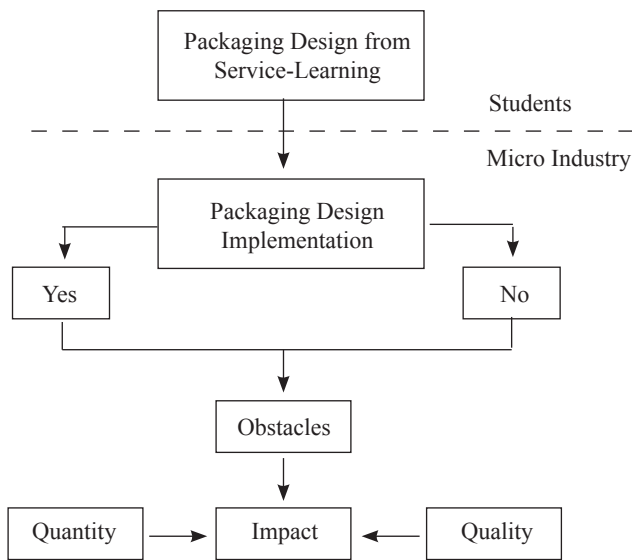 Packaging Design from
Service-Learning
Students
Micro Industry
Packaging Design
Implementation
Yes
No
Obstacles
Quantity
Impact
Quality